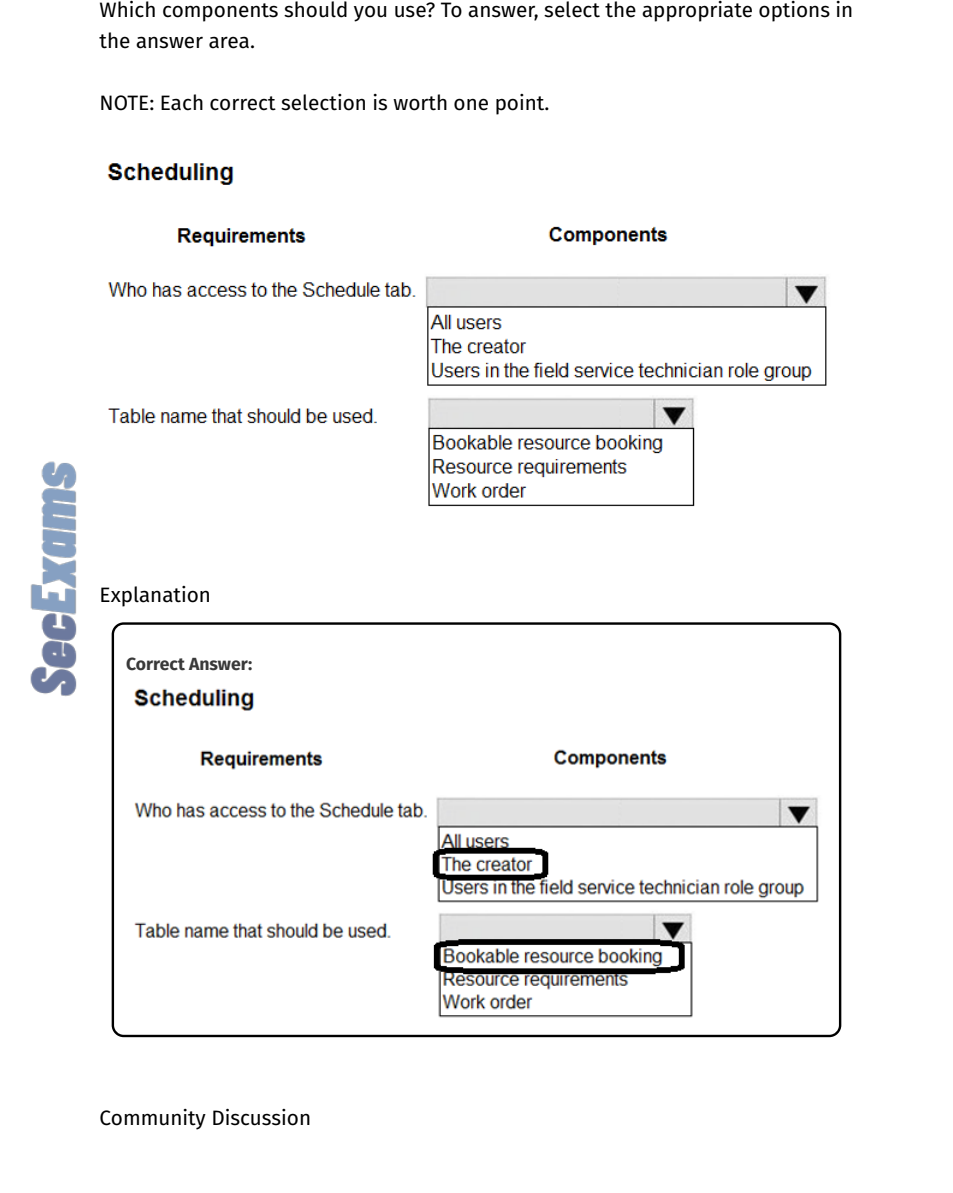 Which components should you use? To answer, select the appropriate options in
the answer area.
NOTE: Each correct selection is worth one point.
Scheduling
Requirements Components
Who has access to the Schedule tab.
All users
The creator
Users in the field service technician role group
Table name that should be used.
Bookable resource booking
Resource requirements
Work order
SecExams
Explanation
Correct Answer:
Scheduling
Requirements Components
Who has access to the Schedule tab.
All users
The creator
Users in the field service technician role group
Table name that should be used.
Bookable resource booking
Resource requirements
Work order
Community Discussion